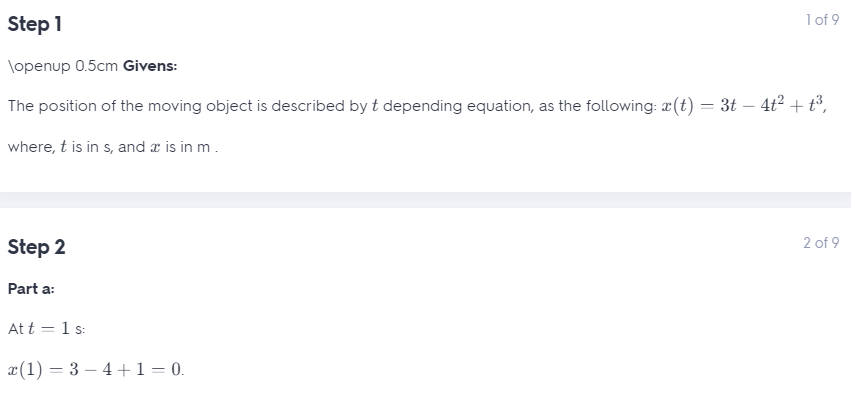 Step 1
1 of 9
\openup 0.5cm Givens:
The position of the moving object is described by t depending equation, as the following: x(t) = 3t − 4t² + t³,
where, t is in s, and x is in m .
Step 2
2 of 9
Part a:
At t = 1 s:
x(1) = 3 − 4 + 1 = 0.